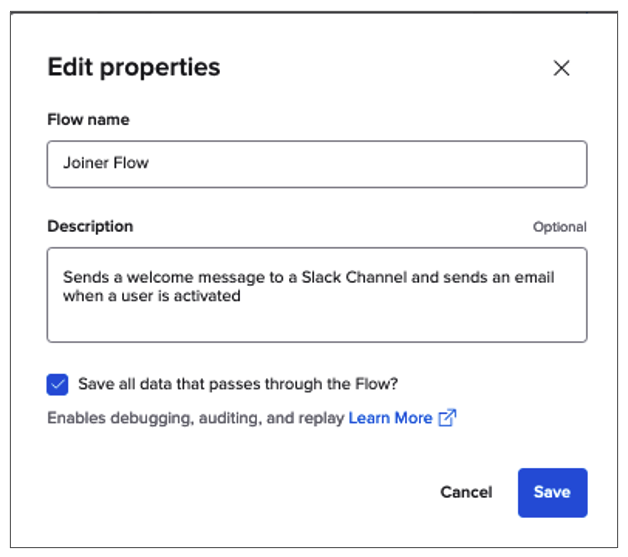 Edit properties
Flow name
Joiner Flow
Description Optional
Sends a welcome message to a Slack Channel and sends an email
when a user is activated
Save all data that passes through the Flow?
Enables debugging, auditing, and replay Learn More
Cancel Save